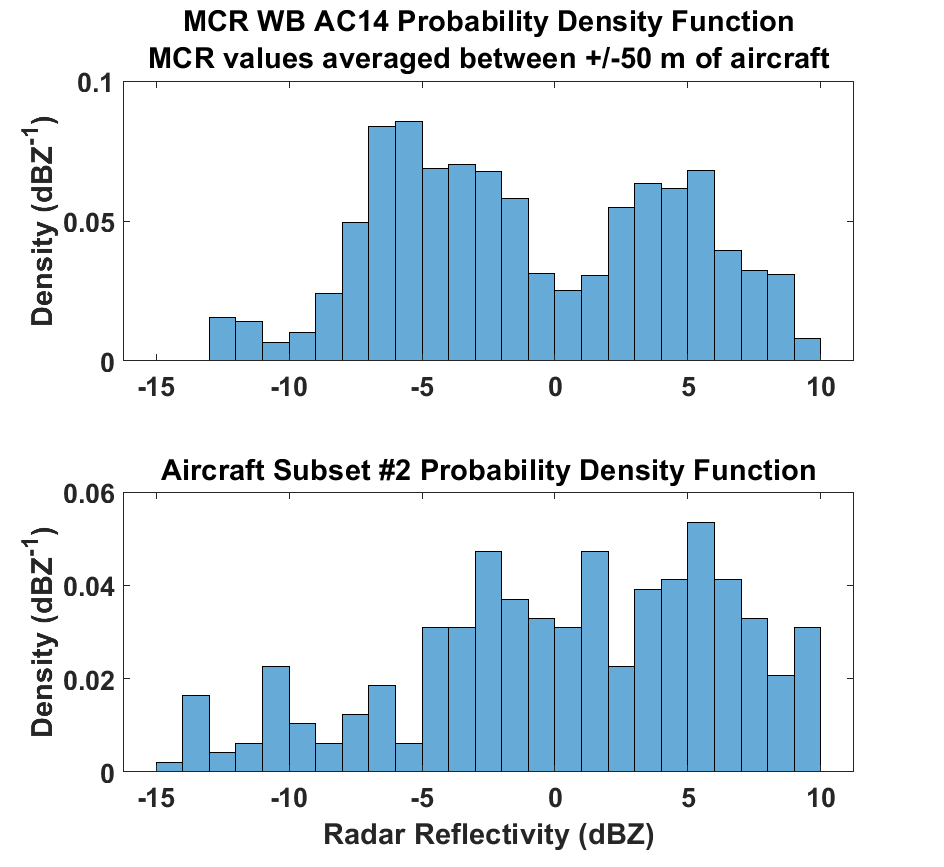 MCR WB AC14 Probability Density Function
MCR values averaged between +/-50 m of aircraft
Density (dBZ⁻¹)
0.1
0.05
0
-15 -10 -5 0 5 10
Aircraft Subset #2 Probability Density Function
Density (dBZ⁻¹)
0.06
0.04
0.02
0
-15 -10 -5 0 5 10
Radar Reflectivity (dBZ)